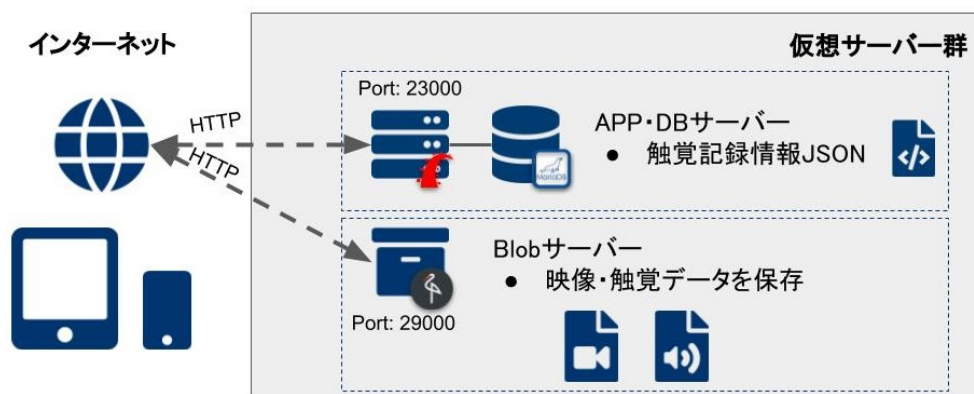 インターネット
仮想サーバー群
Port: 23000
HTTP
HTTP
APP・DBサーバー
● 触覚記録情報JSON
MariaDB
Blobサーバー
● 映像・触覚データを保存
Port: 29000